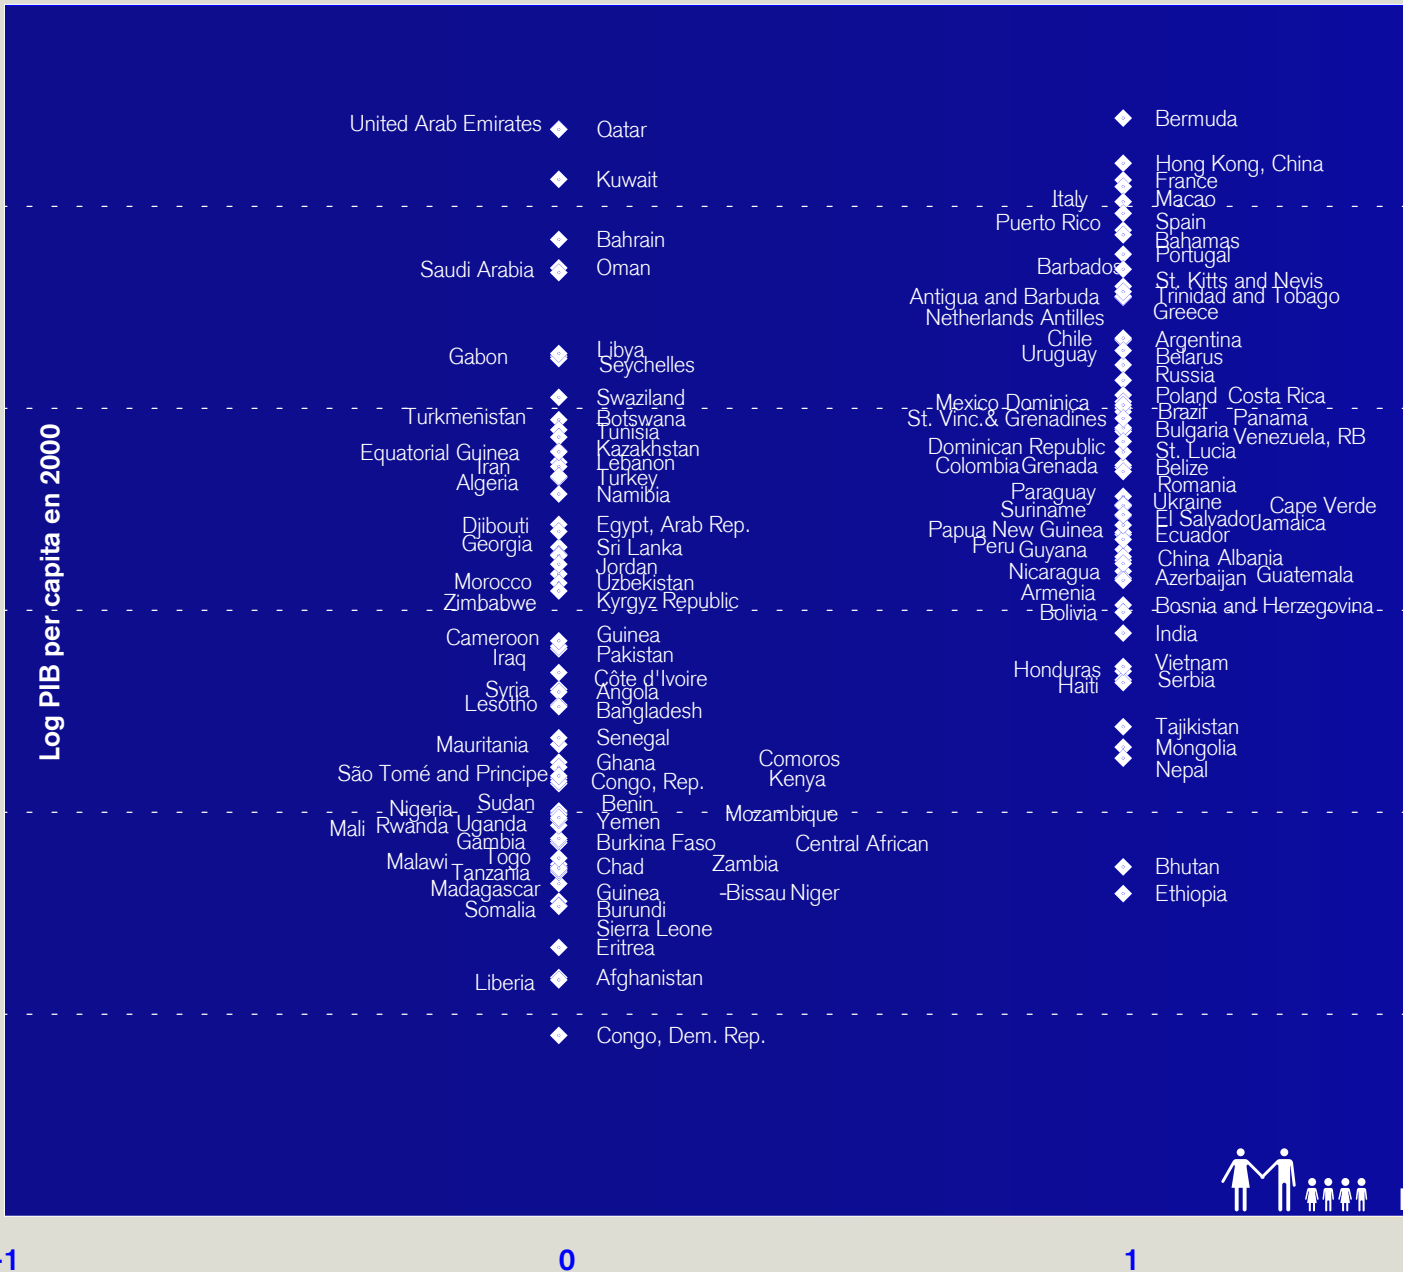 United Arab Emirates Qatar
Kuwait
Bahrain
Saudi Arabia Oman
Gabon Libya
Seychelles
Swaziland
Turkmenistan Botswana
Tunisia
Equatorial Guinea Kazakhstan
Iran Lebanon
Algeria Turkey
Namibia
Djibouti Egypt, Arab Rep.
Georgia Sri Lanka
Jordan
Morocco Uzbekistan
Zimbabwe Kyrgyz Republic
Cameroon Guinea
Iraq Pakistan
Côte d'Ivoire
Syria Angola
Lesotho Bangladesh
Mauritania Senegal
Ghana Comoros
São Tomé and Principe Congo, Rep. Kenya
Nigeria Sudan Benin
Mali Rwanda Uganda Yemen Mozambique
Gambia Burkina Faso Central African
Malawi Togo Chad Zambia
Tanzania
Madagascar Guinea -Bissau Niger
Somalia Burundi
Sierra Leone
Eritrea
Liberia Afghanistan
Congo, Dem. Rep.
Bermuda
Hong Kong, China
France
Italy Macao
Puerto Rico Spain
Bahamas
Portugal
Barbados
St. Kitts and Nevis
Antigua and Barbuda Trinidad and Tobago
Netherlands Antilles Greece
Chile Argentina
Uruguay Belarus
Russia
Mexico Dominica Poland Costa Rica
St. Vinc.& Grenadines Brazil Panama
Bulgaria Venezuela, RB
Dominican Republic St. Lucia
Colombia Grenada Belize
Romania
Paraguay Ukraine Cape Verde
Suriname El Salvador Jamaica
Papua New Guinea Ecuador
Peru Guyana China Albania
Nicaragua Azerbaijan Guatemala
Armenia
Bolivia Bosnia and Herzegovina
India
Honduras Vietnam
Haiti Serbia
Tajikistan
Mongolia
Nepal
Bhutan
Ethiopia
Log PIB per capita en 2000
-1 0 1